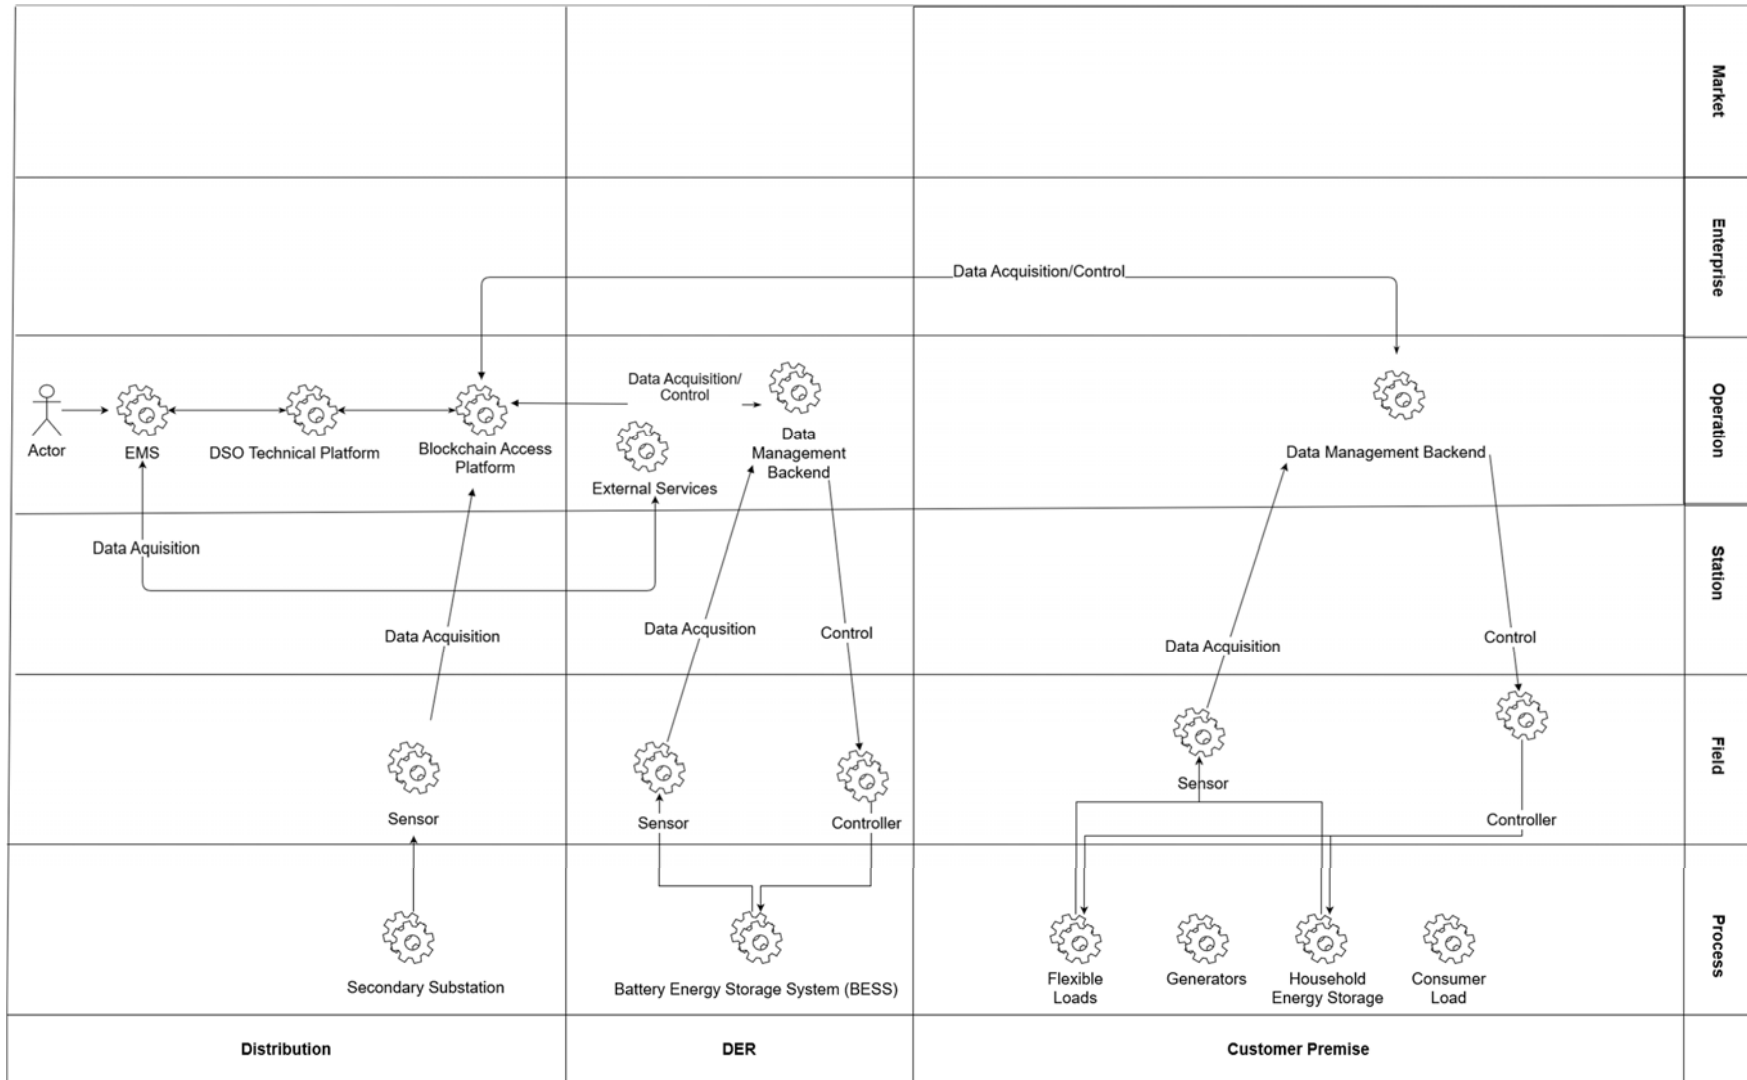 Market
Enterprise
Data Acquisition/Control
Operation
Data Acquisition/
Control
Actor
EMS
DSO Technical Platform
Blockchain Access
Platform
External Services
Data
Management
Backend
Data Management Backend
Station
Data Aquisition
Data Acquisition
Data Acqusition
Control
Data Acquisition
Control
Field
Sensor
Sensor
Controller
Sensor
Controller
Process
Secondary Substation
Battery Energy Storage System (BESS)
Flexible
Loads
Generators
Household
Energy Storage
Consumer
Load
Distribution
DER
Customer Premise